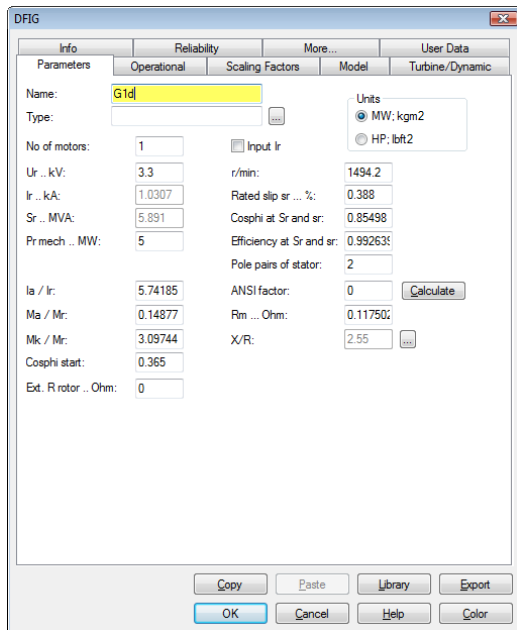 DFIG
Info Reliability More... User Data
Parameters Operational Scaling Factors Model Turbine/Dynamic
Name: G1d
Type: ...
Units
MW; kgm2
HP; lbft2
No of motors: 1 Input Ir
Ur .. kV: 3.3 r/min: 1494.2
Ir .. kA: 1.0307 Rated slip sr ... %: 0.388
Sr .. MVA: 5.891 Cosphi at Sr and sr: 0.85498
Pr mech .. MW: 5 Efficiency at Sr and sr: 0.992639
Pole pairs of stator: 2
Ia / Ir: 5.74185 ANSI factor: 0 Calculate
Ma / Mr: 0.14877 Rm ... Ohm: 0.117502
Mk / Mr: 3.09744 X/R: 2.55 ...
Cosphi start: 0.365
Ext. R rotor .. Ohm: 0
Copy Paste Library Export
OK Cancel Help Color